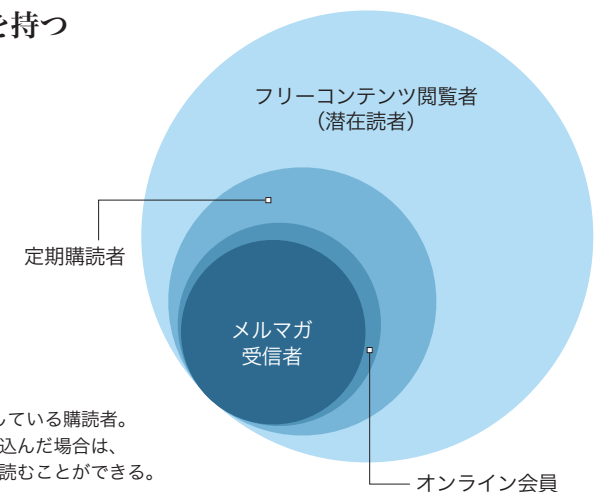 を持つ
フリーコンテンツ閲覧者
（潜在読者）
定期購読者
メルマガ
受信者
している購読者。
込んだ場合は、
読むことができる。
オンライン会員